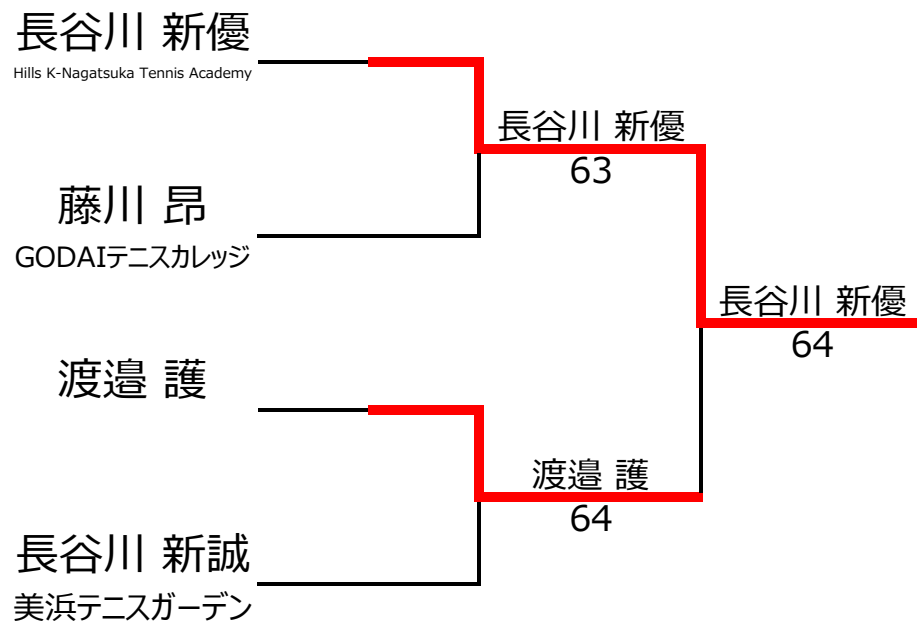 長谷川 新優
Hills K-Nagatsuka Tennis Academy
長谷川 新優
63
藤川 昂
GODAIテニスカレッジ
長谷川 新優
64
渡邉 護
渡邉 護
64
長谷川 新誠
美浜テニスガーデン